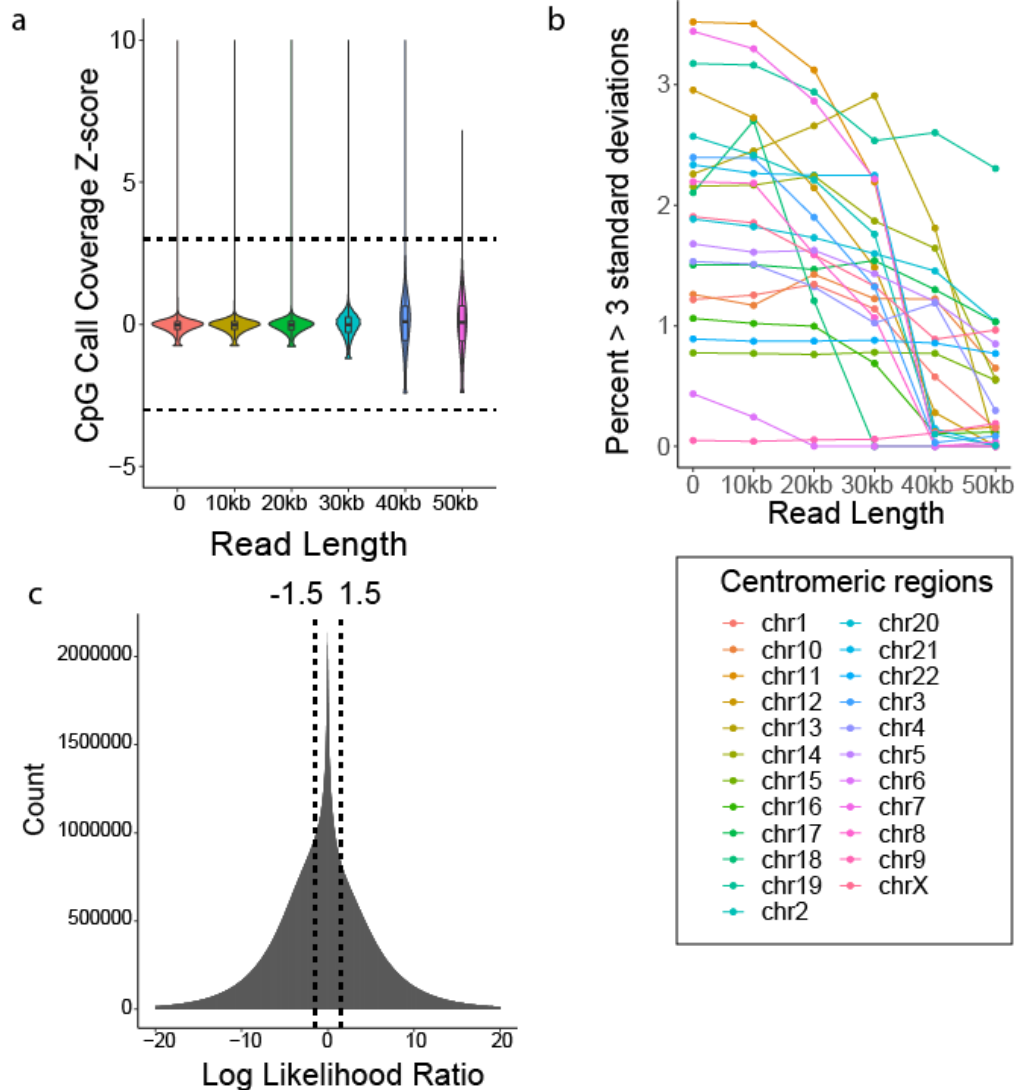 a
10
5
0
−5
CpG Call Coverage Z-score
0 10kb 20kb 30kb 40kb 50kb
Read Length
b
3
2
1
0
Percent > 3 standard deviations
0 10kb 20kb 30kb 40kb 50kb
Read Length
c
-1.5 1.5
2000000
1500000
1000000
500000
0
Count
−20 −10 0 10 20
Log Likelihood Ratio
Centromeric regions
chr1
chr10
chr11
chr12
chr13
chr14
chr15
chr16
chr17
chr18
chr19
chr2
chr20
chr21
chr22
chr3
chr4
chr5
chr6
chr7
chr8
chr9
chrX